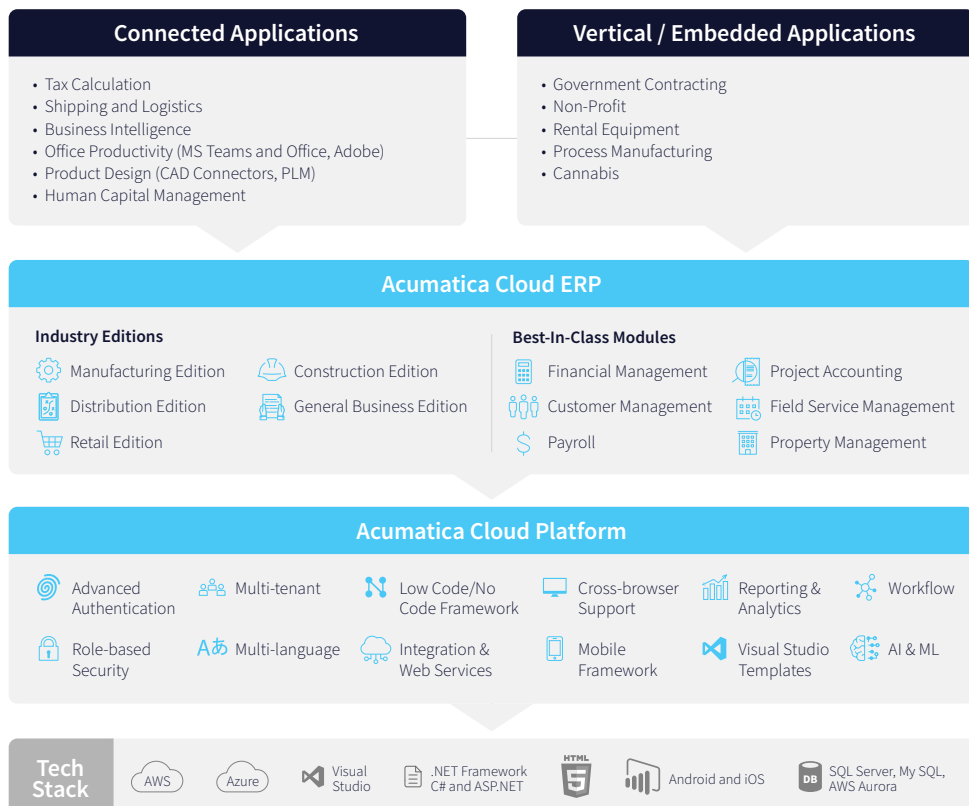 Connected Applications
• Tax Calculation
• Shipping and Logistics
• Business Intelligence
• Office Productivity (MS Teams and Office, Adobe)
• Product Design (CAD Connectors, PLM)
• Human Capital Management
Vertical / Embedded Applications
• Government Contracting
• Non-Profit
• Rental Equipment
• Process Manufacturing
• Cannabis
Acumatica Cloud ERP
Industry Editions
Manufacturing Edition
Construction Edition
Distribution Edition
General Business Edition
Retail Edition
Best-In-Class Modules
Financial Management
Project Accounting
Customer Management
Field Service Management
$
Payroll
Property Management
Acumatica Cloud Platform
Advanced
Authentication
Multi-tenant
Low Code/No
Code Framework
Cross-browser
Support
Reporting &
Analytics
Workflow
Role-based
Security
Aあ
Multi-language
Integration &
Web Services
Mobile
Framework
Visual Studio
Templates
AI & ML
Tech
Stack
AWS
Azure
Visual
Studio
.NET Framework
C# and ASP.NET
HTML
5
Android and iOS
DB
SQL Server, My SQL,
AWS Aurora